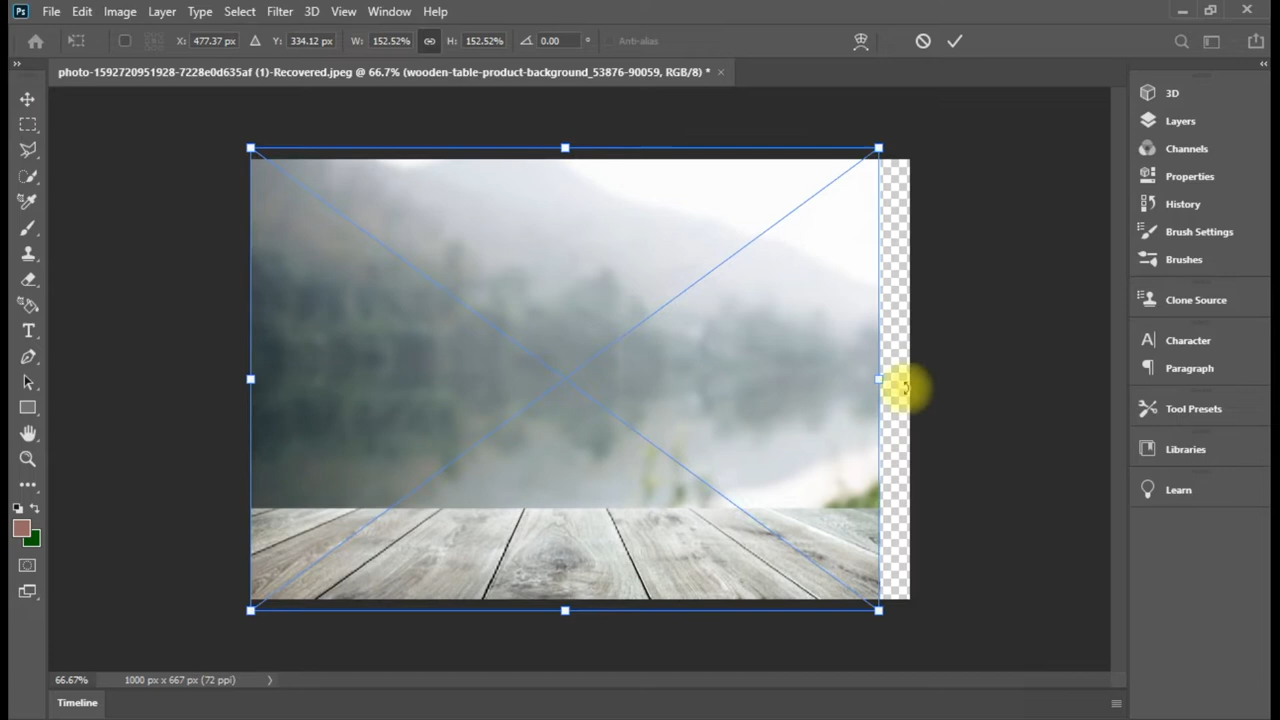 Ps File Edit Image Layer Type Select Filter 3D View Window Help
X: 477.37 px Y: 334.12 px W: 152.52% H: 152.52% 0.00 ° Anti-alias
photo-1592720951928-7228e0d635af (1)-Recovered.jpeg @ 66.7% (wooden-table-product-background_53876-90059, RGB/8) *
3D
Layers
Channels
Properties
History
Brush Settings
Brushes
Clone Source
Character
Paragraph
Tool Presets
Libraries
Learn
66.67% 1000 px x 667 px (72 ppi)
Timeline